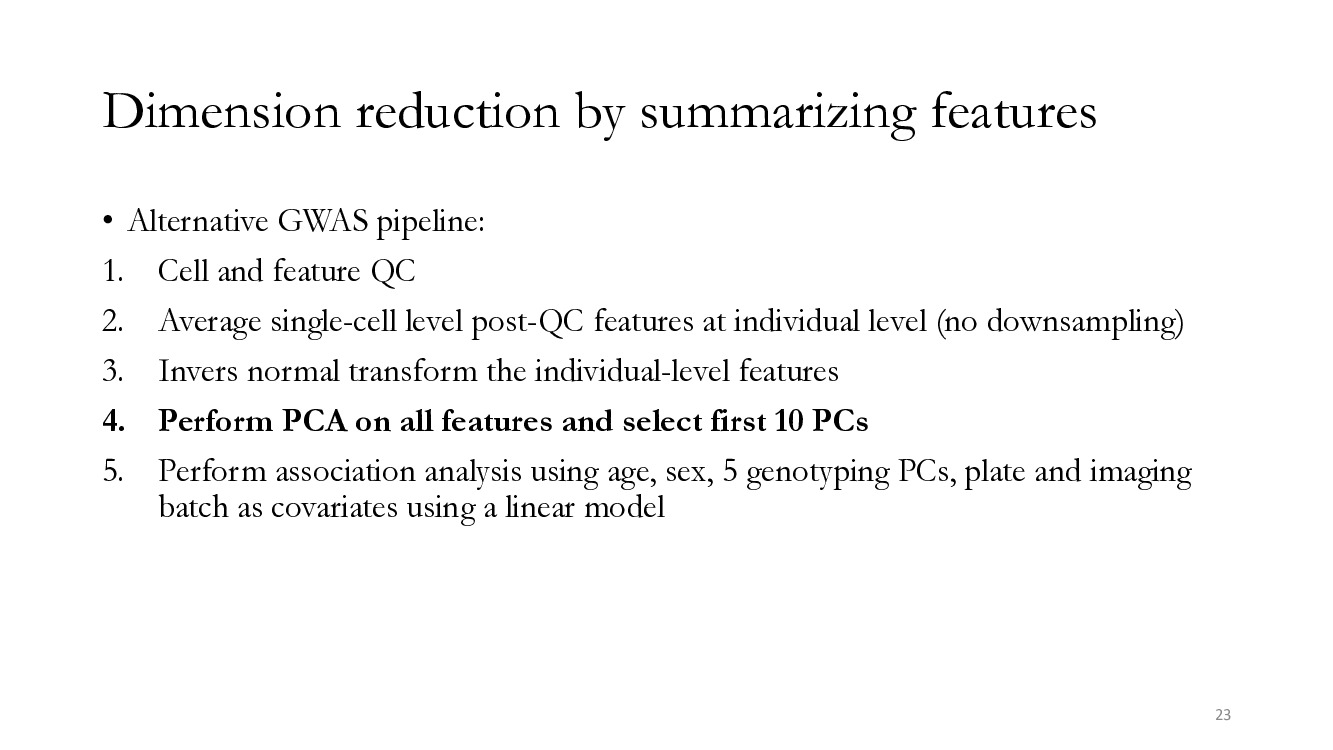 Dimension reduction by summarizing features
• Alternative GWAS pipeline:
1. Cell and feature QC
2. Average single-cell level post-QC features at individual level (no downsampling)
3. Invers normal transform the individual-level features
4. Perform PCA on all features and select first 10 PCs
5. Perform association analysis using age, sex, 5 genotyping PCs, plate and imaging
batch as covariates using a linear model
23